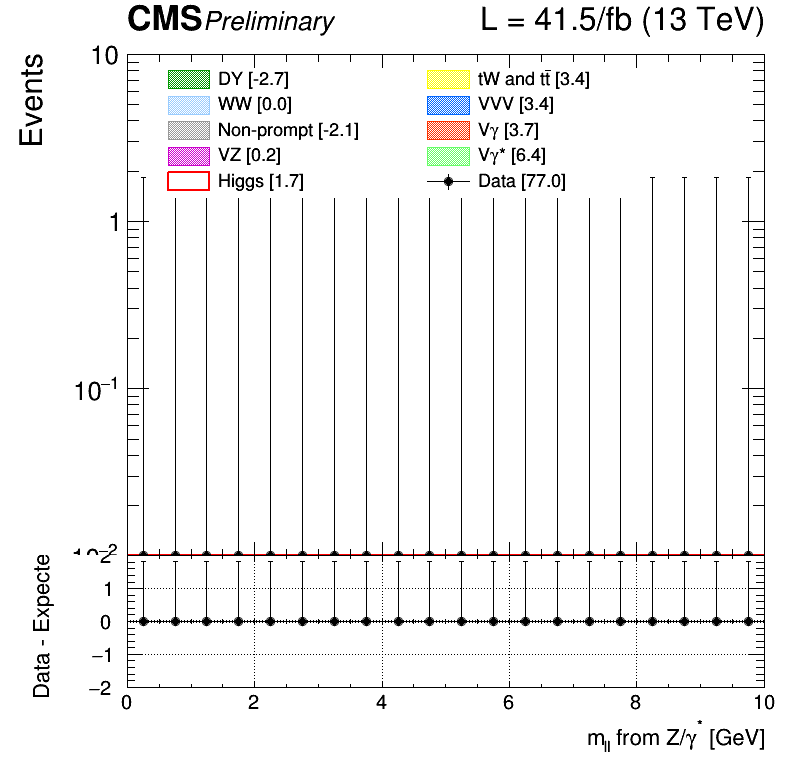 CMS Preliminary L = 41.5/fb (13 TeV)
Events
10
1
10⁻¹
DY [-2.7]
WW [0.0]
Non-prompt [-2.1]
VZ [0.2]
Higgs [1.7]
tW and tt̄ [3.4]
VVV [3.4]
Vγ [3.7]
Vγ* [6.4]
Data [77.0]
Data - Expecte
2
1
0
−1
−2
0 2 4 6 8 10
m_ll from Z/γ* [GeV]